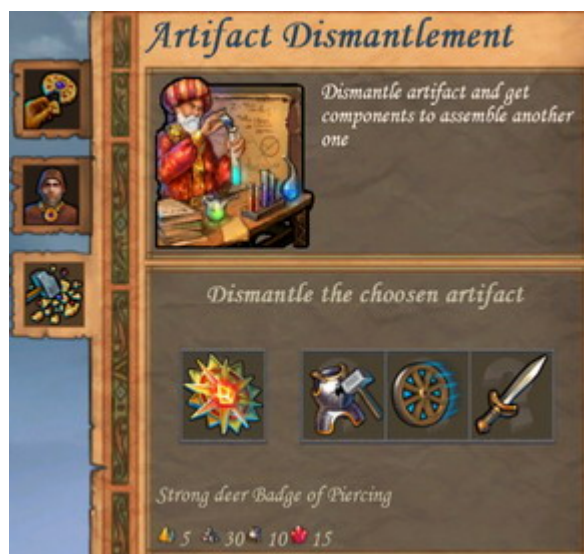 Artifact Dismantlement
Dismantle artifact and get
components to assemble another
one
Dismantle the choosen artifact
Strong deer Badge of Piercing
5 30 10 15